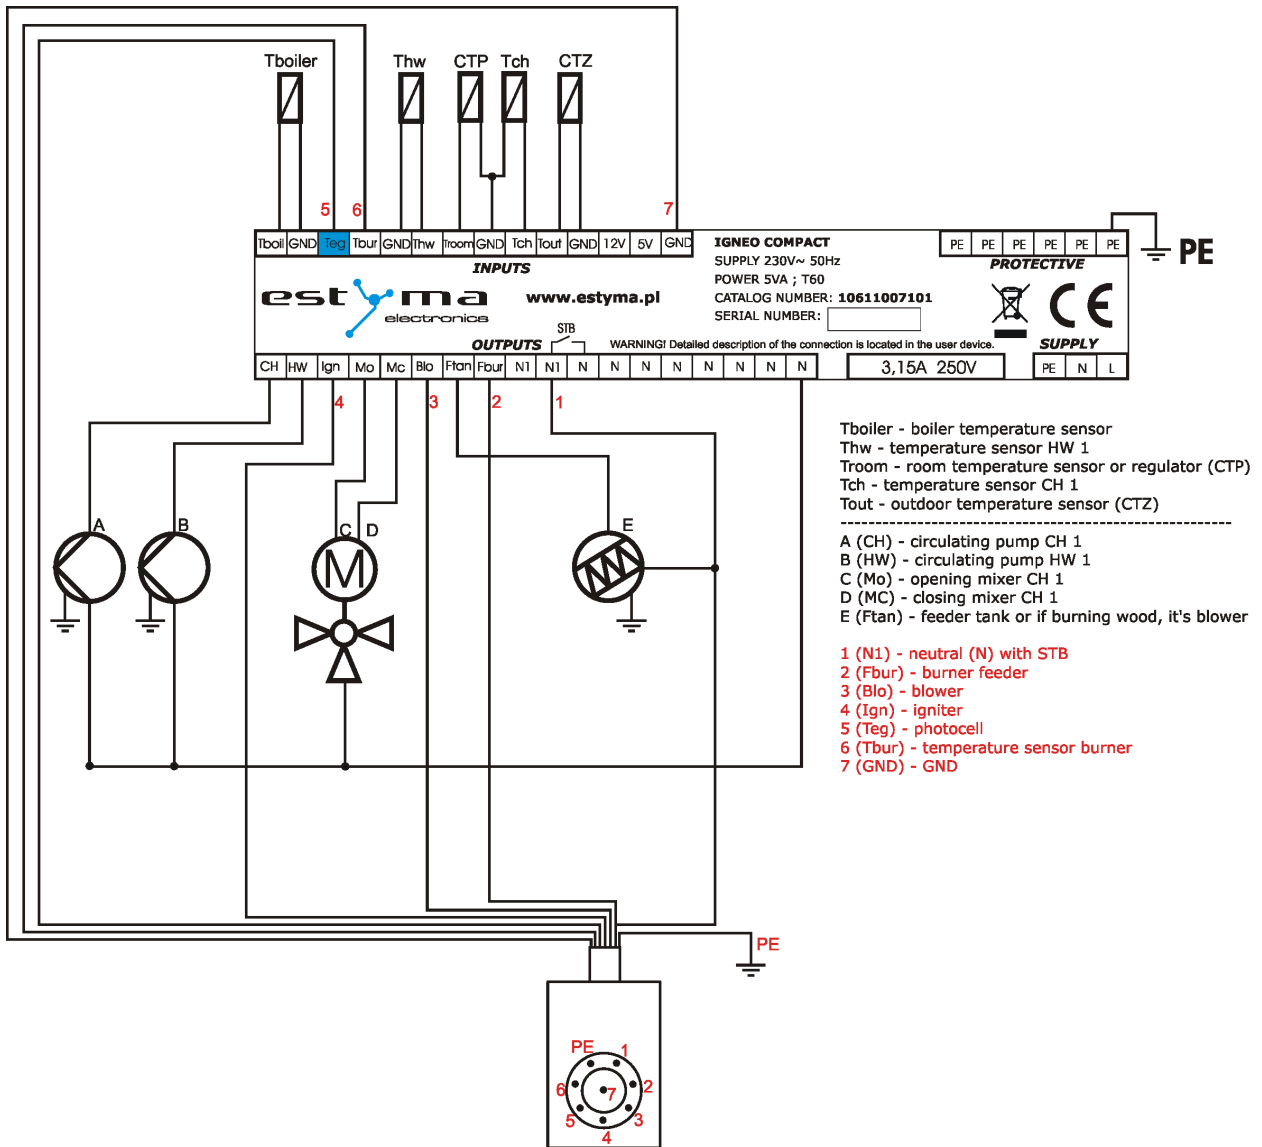 Tboiler Thw CTP Tch CTZ
5 6 7
Tboil GND Teg Tbur GND Thw Troom GND Tch Tout GND 12V 5V GND
INPUTS
IGNEO COMPACT
SUPPLY 230V~ 50Hz
POWER 5VA ; T60
CATALOG NUMBER: 10611007101
SERIAL NUMBER:
PE PE PE PE PE PE
PROTECTIVE
PE
estyma
electronics
www.estyma.pl
CE
STB
OUTPUTS
WARNING! Detailed description of the connection is located in the user device.
SUPPLY
CH HW Ign Mo Mc Blo Ftan Fbur N1 N1 N N N N N N N N
3,15A 250V
PE N L
4 3 2 1
A B C D E
M
Tboiler - boiler temperature sensor
Thw - temperature sensor HW 1
Troom - room temperature sensor or regulator (CTP)
Tch - temperature sensor CH 1
Tout - outdoor temperature sensor (CTZ)
--------------------------------------------------------
A (CH) - circulating pump CH 1
B (HW) - circulating pump HW 1
C (Mo) - opening mixer CH 1
D (MC) - closing mixer CH 1
E (Ftan) - feeder tank or if burning wood, it's blower
1 (N1) - neutral (N) with STB
2 (Fbur) - burner feeder
3 (Blo) - blower
4 (Ign) - igniter
5 (Teg) - photocell
6 (Tbur) - temperature sensor burner
7 (GND) - GND
PE
PE 1
6 7 2
5 3
4